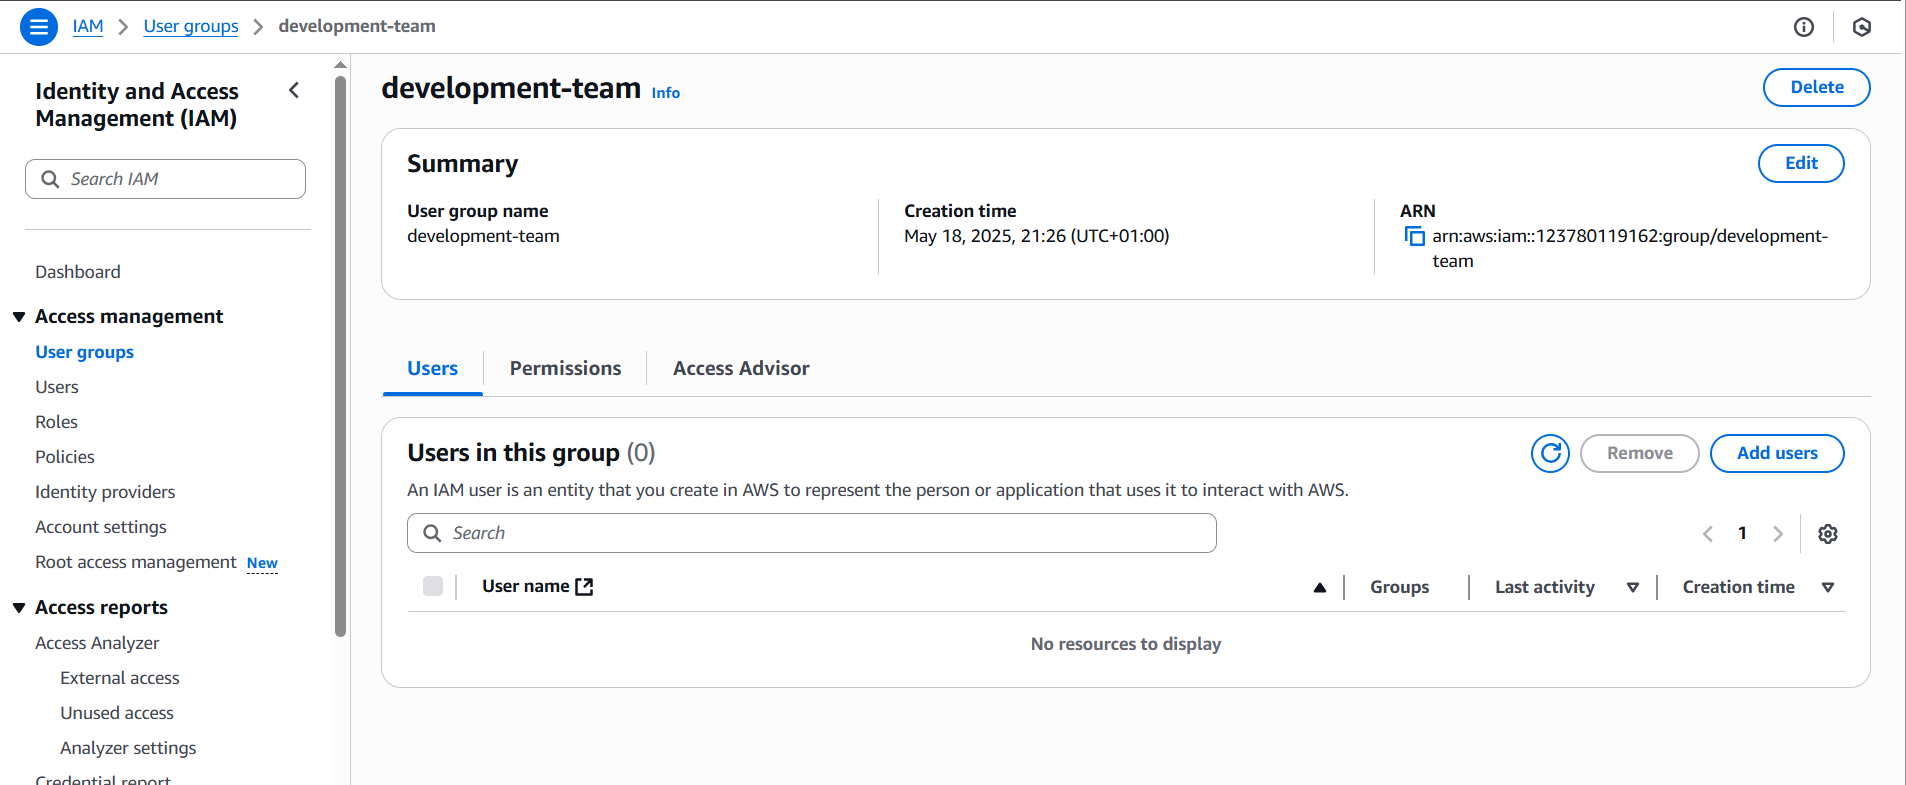 IAM > User groups > development-team
Identity and Access
Management (IAM)
Search IAM
Dashboard
Access management
User groups
Users
Roles
Policies
Identity providers
Account settings
Root access management New
Access reports
Access Analyzer
External access
Unused access
Analyzer settings
Credential report
development-team Info
Delete
Summary
Edit
User group name
development-team
Creation time
May 18, 2025, 21:26 (UTC+01:00)
ARN
arn:aws:iam::123780119162:group/development-
team
Users
Permissions
Access Advisor
Users in this group (0)
Remove
Add users
An IAM user is an entity that you create in AWS to represent the person or application that uses it to interact with AWS.
Search
1
User name
Groups
Last activity
Creation time
No resources to display